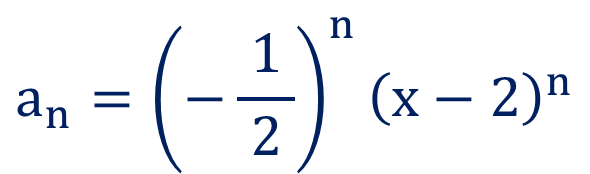 aₙ = (−1/2)ⁿ (x − 2)ⁿ